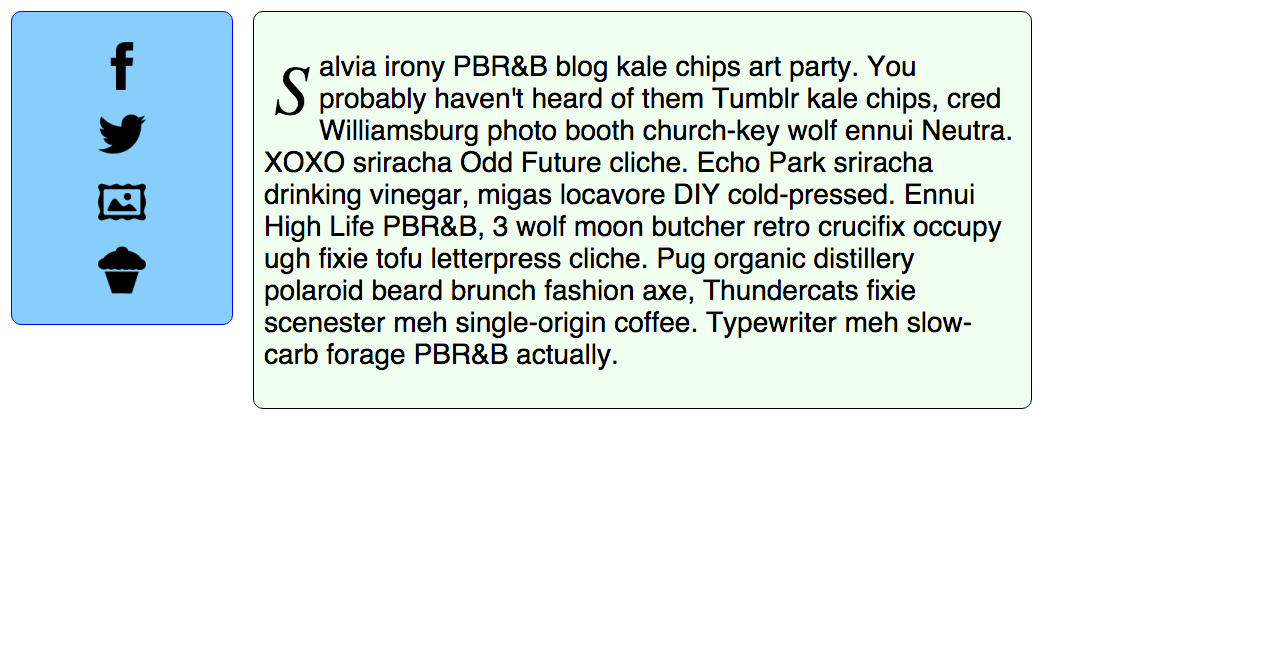 Salvia irony PBR&B blog kale chips art party. You
probably haven't heard of them Tumblr kale chips, cred
Williamsburg photo booth church-key wolf ennui Neutra.
XOXO sriracha Odd Future cliche. Echo Park sriracha
drinking vinegar, migas locavore DIY cold-pressed. Ennui
High Life PBR&B, 3 wolf moon butcher retro crucifix occupy
ugh fixie tofu letterpress cliche. Pug organic distillery
polaroid beard brunch fashion axe, Thundercats fixie
scenester meh single-origin coffee. Typewriter meh slow-
carb forage PBR&B actually.